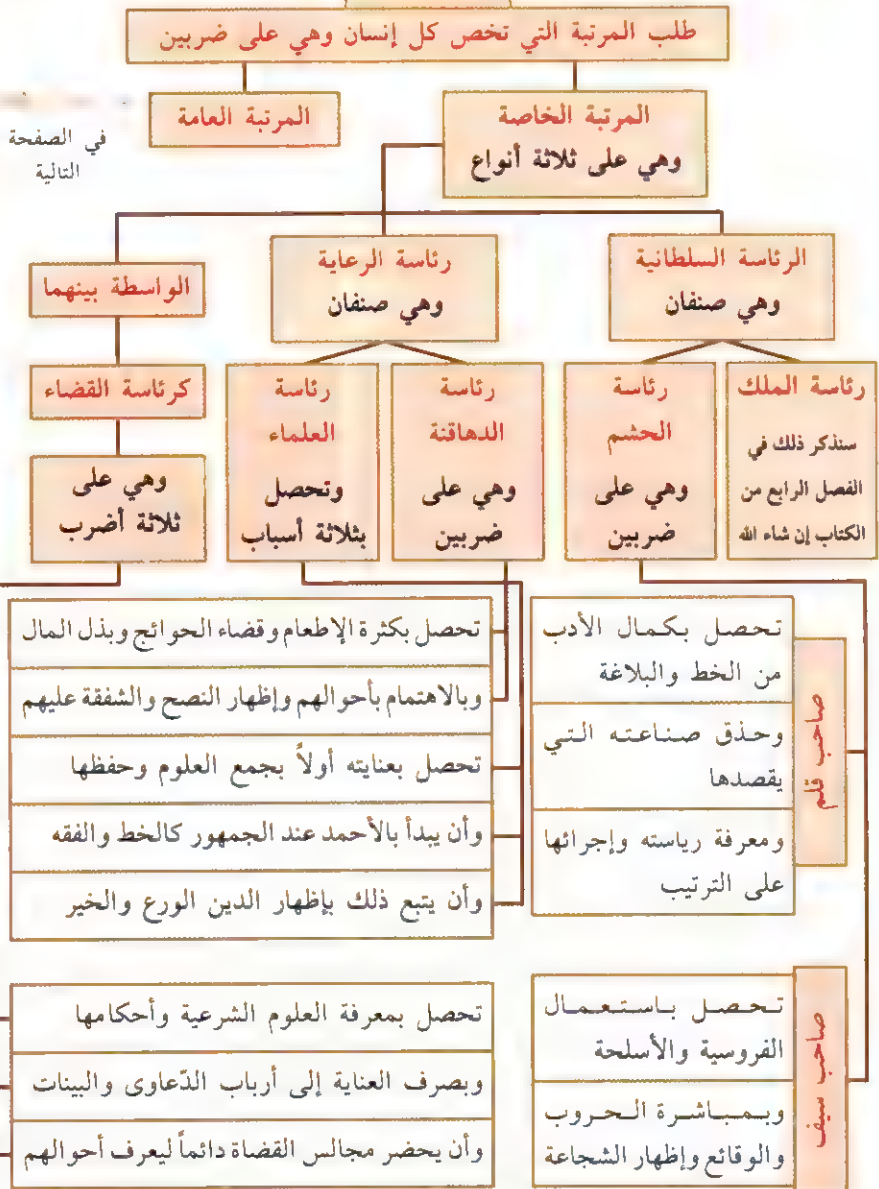 طلب المرتبة التي تخص كل إنسان وهي على ضربين
المرتبة الخاصة
وهي على ثلاثة أنواع
المرتبة العامة
في الصفحة
التالية
الرئاسة السلطانية
وهي صنفان
رئاسة الرعاية
وهي صنفان
الواسطة بينهما
رئاسة الملك
سنذكر ذلك في
الفصل الرابع من
الكتاب إن شاء الله
رئاسة
الحشم
وهي على
ضربين
رئاسة
الدهاقنة
وهي على
ضربين
رئاسة
العلماء
وتحصل
بثلاثة أسباب
كرئاسة القضاء
وهي على
ثلاثة أضرب
صاحب قلم
تحصل بكمال الأدب
من الخط والبلاغة
وحذق صناعته التي
يقصدها
ومعرفة رياسته وإجرائها
على الترتيب
تحصل بكثرة الإطعام وقضاء الحوائج وبذل المال
وبالاهتمام بأحوالهم وإظهار النصح والشفقة عليهم
تحصل بعنايته أولاً بجمع العلوم وحفظها
وأن يبدأ بالأحمد عند الجمهور كالخط والفقه
وأن يتبع ذلك بإظهار الدين الورع والخير
صاحب سيف
تحصل باستعمال
الفروسية والأسلحة
وبمباشرة الحروب
والوقائع وإظهار الشجاعة
تحصل بمعرفة العلوم الشرعية وأحكامها
وبصرف العناية إلى أرباب الدّعاوى والبينات
وأن يحضر مجالس القضاة دائماً ليعرف أحوالهم